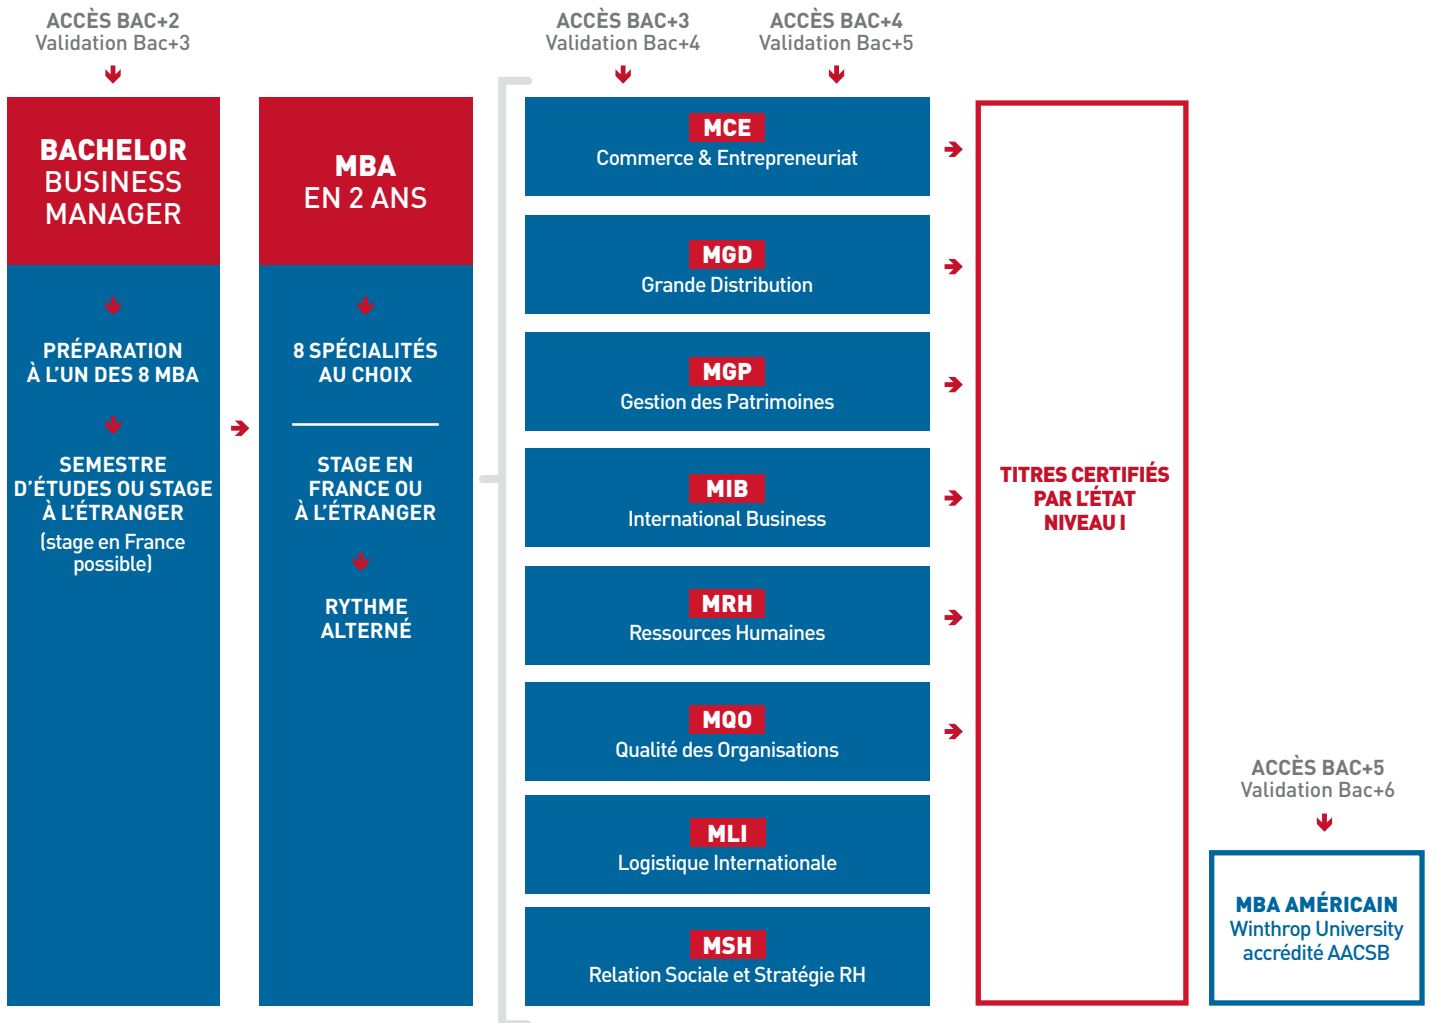 ACCÈS BAC+2
Validation Bac+3
BACHELOR
BUSINESS
MANAGER
PRÉPARATION
À L'UN DES 8 MBA
SEMESTRE
D'ÉTUDES OU STAGE
À L'ÉTRANGER
(stage en France
possible)
MBA
EN 2 ANS
8 SPÉCIALITÉS
AU CHOIX
STAGE EN
FRANCE OU
À L'ÉTRANGER
RYTHME
ALTERNÉ
ACCÈS BAC+3
Validation Bac+4
ACCÈS BAC+4
Validation Bac+5
MCE
Commerce & Entrepreneuriat
MGD
Grande Distribution
MGP
Gestion des Patrimoines
MIB
International Business
MRH
Ressources Humaines
MQO
Qualité des Organisations
MLI
Logistique Internationale
MSH
Relation Sociale et Stratégie RH
TITRES CERTIFIÉS
PAR L'ÉTAT
NIVEAU I
ACCÈS BAC+5
Validation Bac+6
MBA AMÉRICAIN
Winthrop University
accrédité AACSB